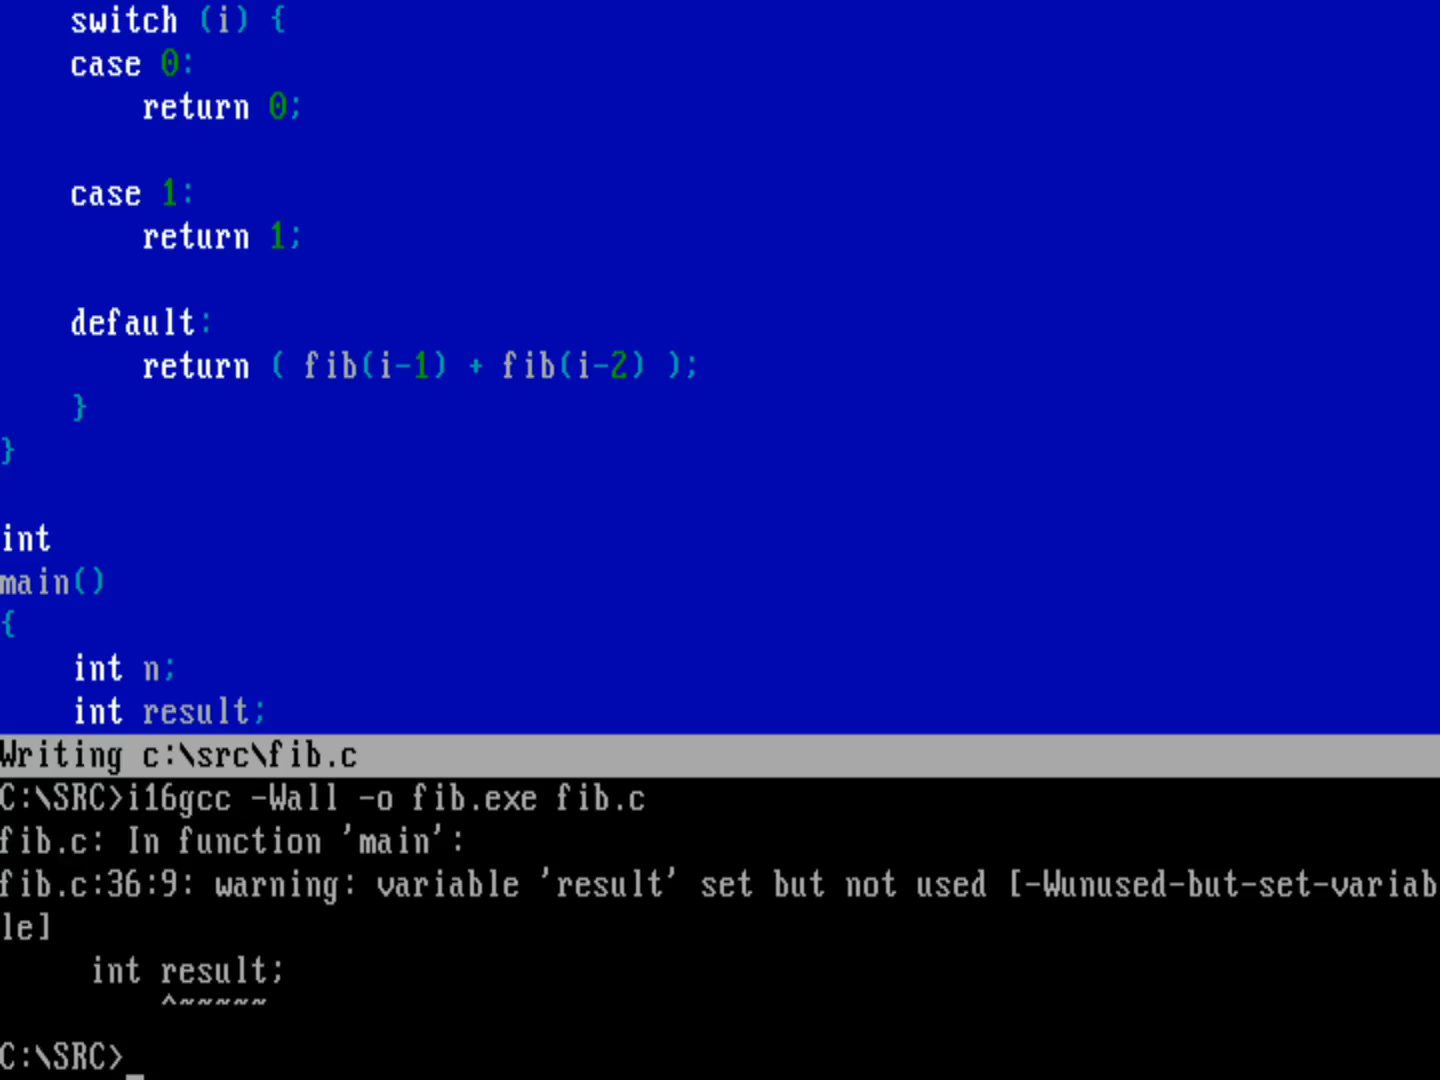 switch (i) {
case 0:
return 0;
case 1:
return 1;
default:
return ( fib(i-1) + fib(i-2) );
}
}
int
main()
{
int n;
int result;
Writing c:\src\fib.c
C:\SRC>i16gcc -Wall -o fib.exe fib.c
fib.c: In function 'main':
fib.c:36:9: warning: variable 'result' set but not used [-Wunused-but-set-variab
le]
int result;
^~~~~~
C:\SRC>_